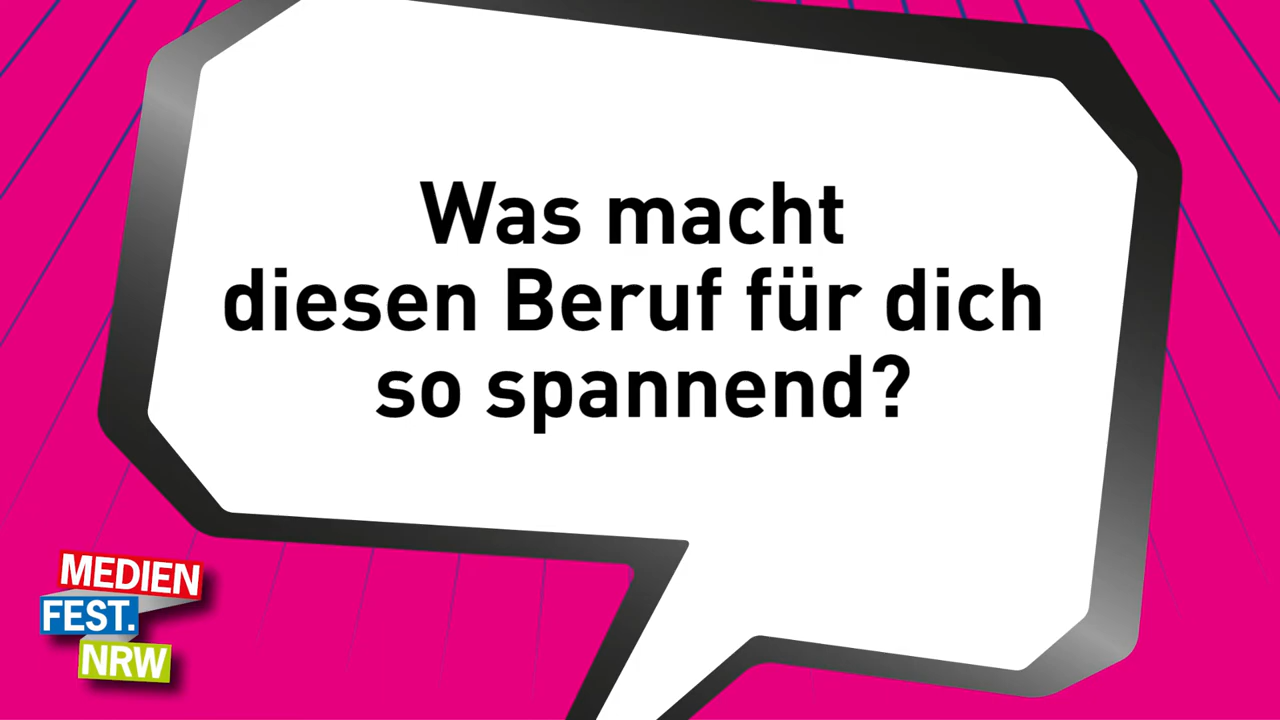 Was macht
diesen Beruf für dich
so spannend?
MEDIEN
FEST.
NRW